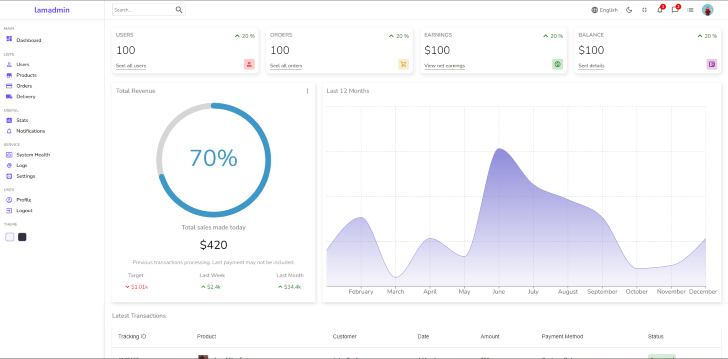 lamadmin
Search...
English
1
2
MAIN
Dashboard
LISTS
Users
Products
Orders
Delivery
USEFUL
Stats
Notifications
SERVICE
System Health
Logs
Settings
USER
Profile
Logout
THEME
USERS
20 %
100
See all users
ORDERS
20 %
100
See all orders
EARNINGS
20 %
$100
View net earnings
BALANCE
20 %
$100
See details
Total Revenue
70%
Total sales made today
$420
Previous transactions processing. Last payment may not be included.
Target
Last Week
Last Month
$1.01k
$2.4k
$34.4k
Last 12 Months
February March April May June July August September October November December
Latest Transactions
Tracking ID Product Customer Date Amount Payment Method Status